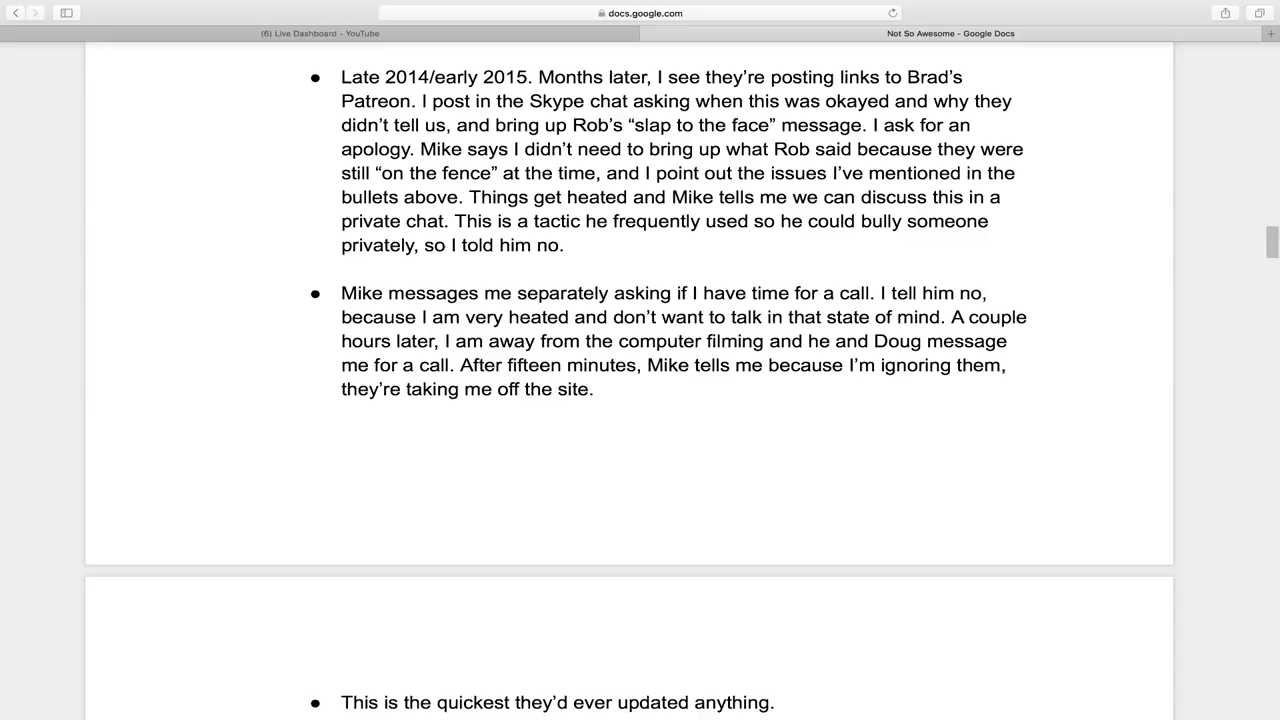 docs.google.com
(6) Live Dashboard - YouTube
Not So Awesome - Google Docs
● Late 2014/early 2015. Months later, I see they’re posting links to Brad’s
Patreon. I post in the Skype chat asking when this was okayed and why they
didn’t tell us, and bring up Rob’s “slap to the face” message. I ask for an
apology. Mike says I didn’t need to bring up what Rob said because they were
still “on the fence” at the time, and I point out the issues I’ve mentioned in the
bullets above. Things get heated and Mike tells me we can discuss this in a
private chat. This is a tactic he frequently used so he could bully someone
privately, so I told him no.
● Mike messages me separately asking if I have time for a call. I tell him no,
because I am very heated and don’t want to talk in that state of mind. A couple
hours later, I am away from the computer filming and he and Doug message
me for a call. After fifteen minutes, Mike tells me because I’m ignoring them,
they’re taking me off the site.
● This is the quickest they’d ever updated anything.